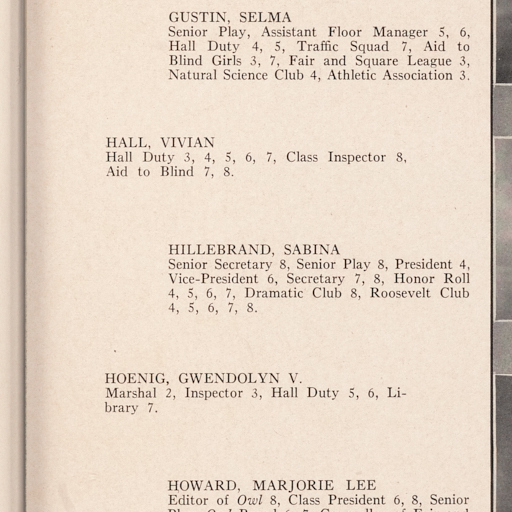 GUSTIN, SELMA
Senior Play, Assistant Floor Manager 5, 6,
Hall Duty 4, 5, Traffic Squad 7, Aid to
Blind Girls 3, 7, Fair and Square League 3,
Natural Science Club 4, Athletic Association 3.
HALL, VIVIAN
Hall Duty 3, 4, 5, 6, 7, Class Inspector 8,
Aid to Blind 7, 8.
HILLEBRAND, SABINA
Senior Secretary 8, Senior Play 8, President 4,
Vice-President 6, Secretary 7, 8, Honor Roll
4, 5, 6, 7, Dramatic Club 8, Roosevelt Club
4, 5, 6, 7, 8.
HOENIG, GWENDOLYN V.
Marshal 2, Inspector 3, Hall Duty 5, 6, Li-
brary 7.
HOWARD, MARJORIE LEE
Editor of Owl 8, Class President 6, 8, Senior